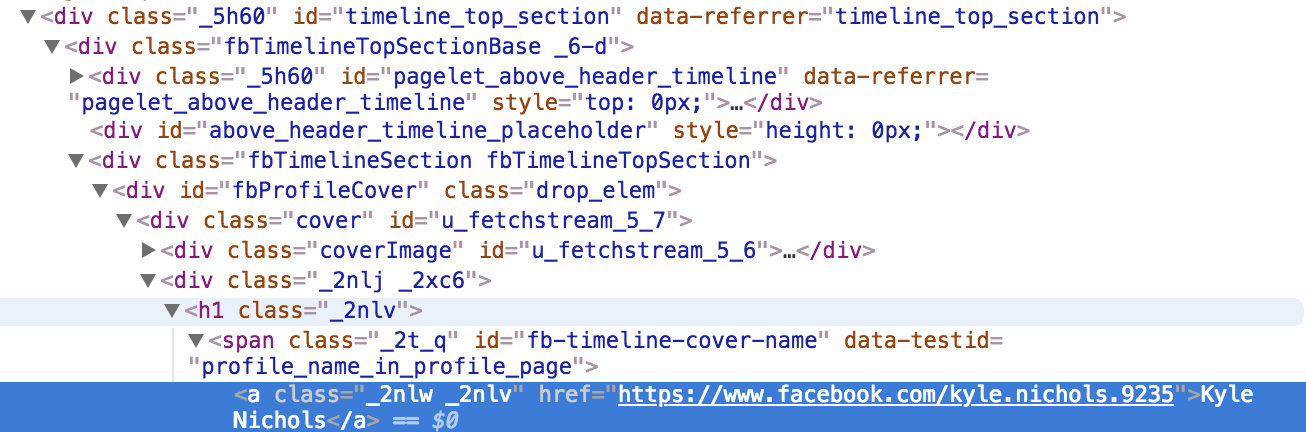 ▼<div class="_5h60" id="timeline_top_section" data-referrer="timeline_top_section">
▼<div class="fbTimelineTopSectionBase _6-d">
▶<div class="_5h60" id="pagelet_above_header_timeline" data-referrer=
"pagelet_above_header_timeline" style="top: 0px;">…</div>
<div id="above_header_timeline_placeholder" style="height: 0px;"></div>
▼<div class="fbTimelineSection fbTimelineTopSection">
▼<div id="fbProfileCover" class="drop_elem">
▼<div class="cover" id="u_fetchstream_5_7">
▶<div class="coverImage" id="u_fetchstream_5_6">…</div>
▼<div class="_2nlj _2xc6">
▼<h1 class="_2nlv">
▼<span class="_2t_q" id="fb-timeline-cover-name" data-testid=
"profile_name_in_profile_page">
<a class="_2nlw _2nlv" href="https://www.facebook.com/kyle.nichols.9235">Kyle
Nichols</a> == $0